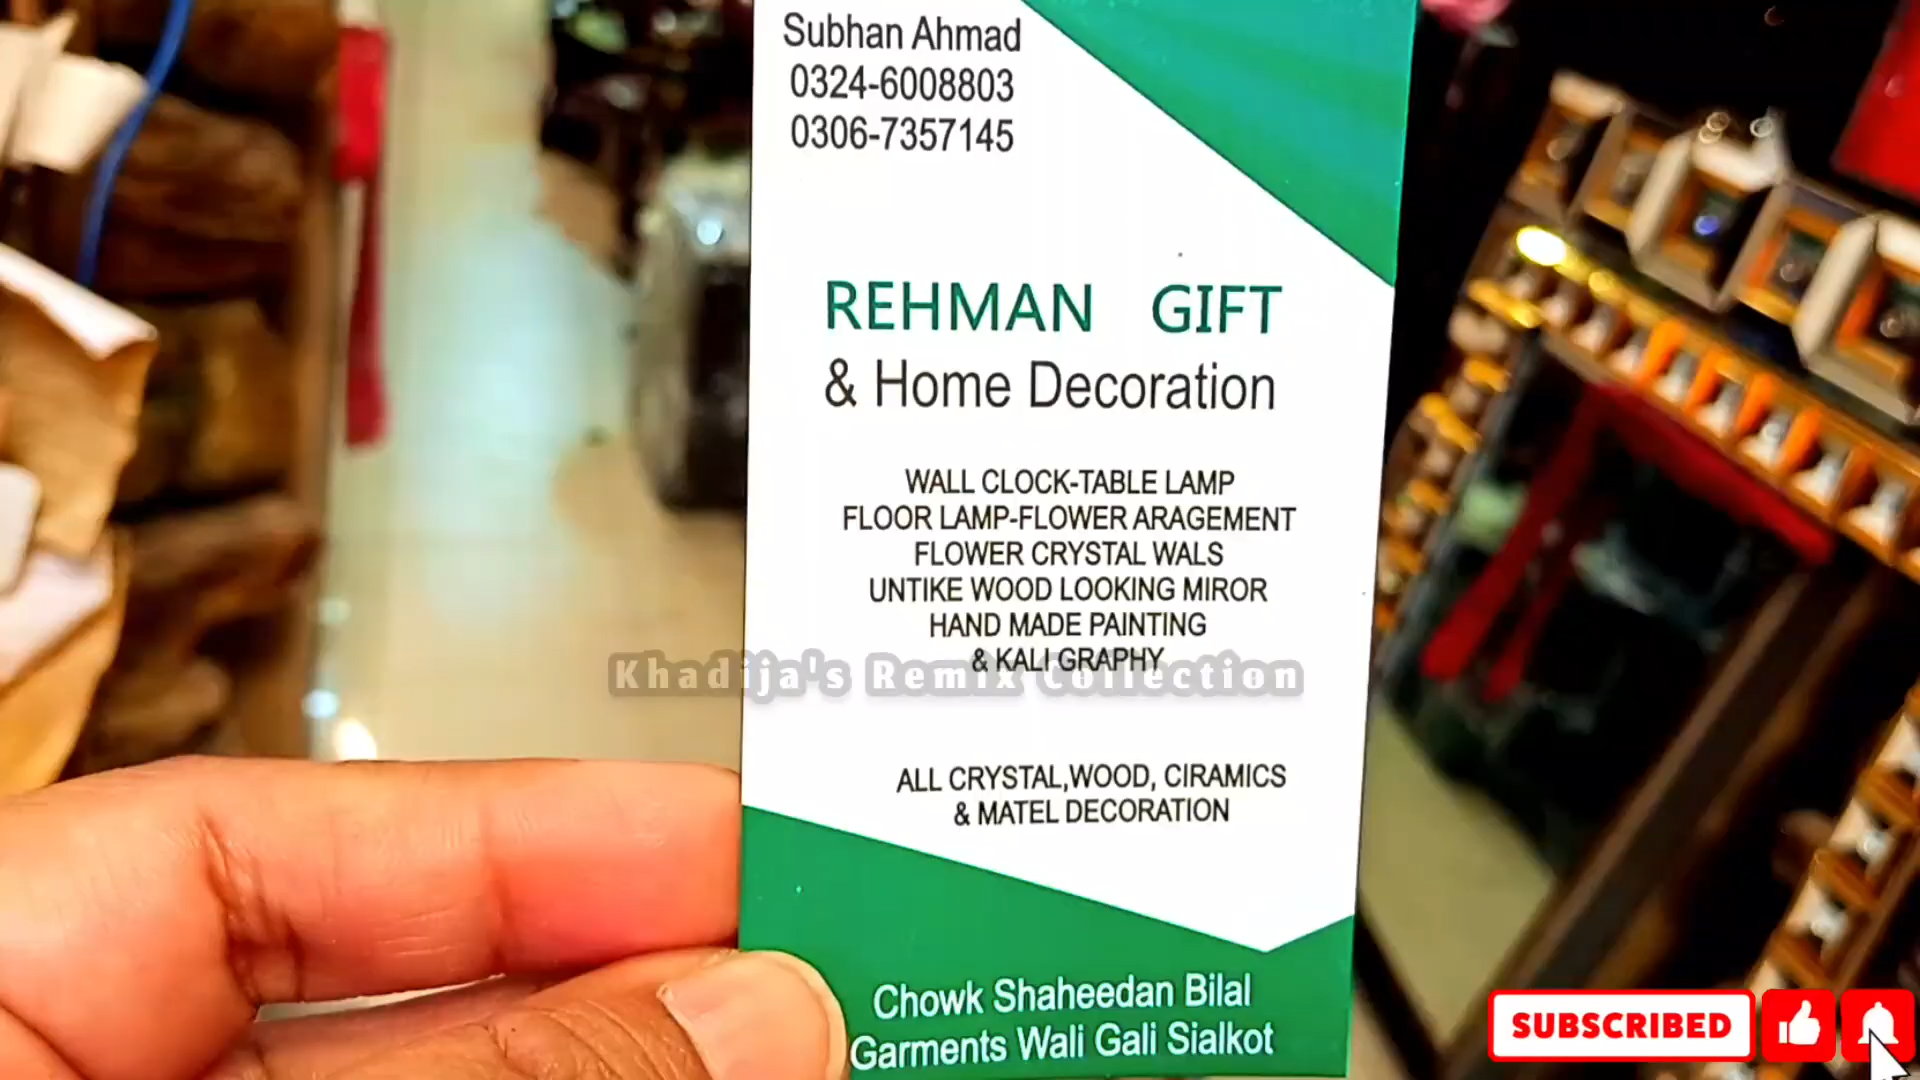 Subhan Ahmad
0324-6008803
0306-7357145
REHMAN GIFT
& Home Decoration
WALL CLOCK-TABLE LAMP
FLOOR LAMP-FLOWER ARAGEMENT
FLOWER CRYSTAL WALS
UNTIKE WOOD LOOKING MIROR
HAND MADE PAINTING
& KALI GRAPHY
Khadija's Remix Collection
ALL CRYSTAL,WOOD, CIRAMICS
& MATEL DECORATION
Chowk Shaheedan Bilal
Garments Wali Gali Sialkot
SUBSCRIBED